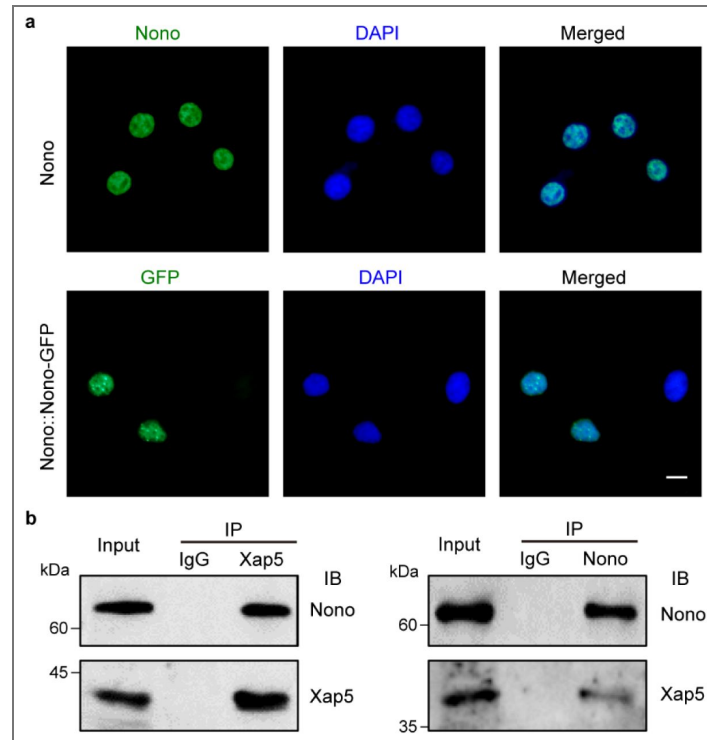 a
Nono DAPI Merged
Nono
GFP DAPI Merged
Nono::Nono-GFP
b
IP IP
Input IgG Xap5 Input IgG Nono
kDa IB kDa IB
Nono Nono
60 60
45
Xap5 Xap5
35